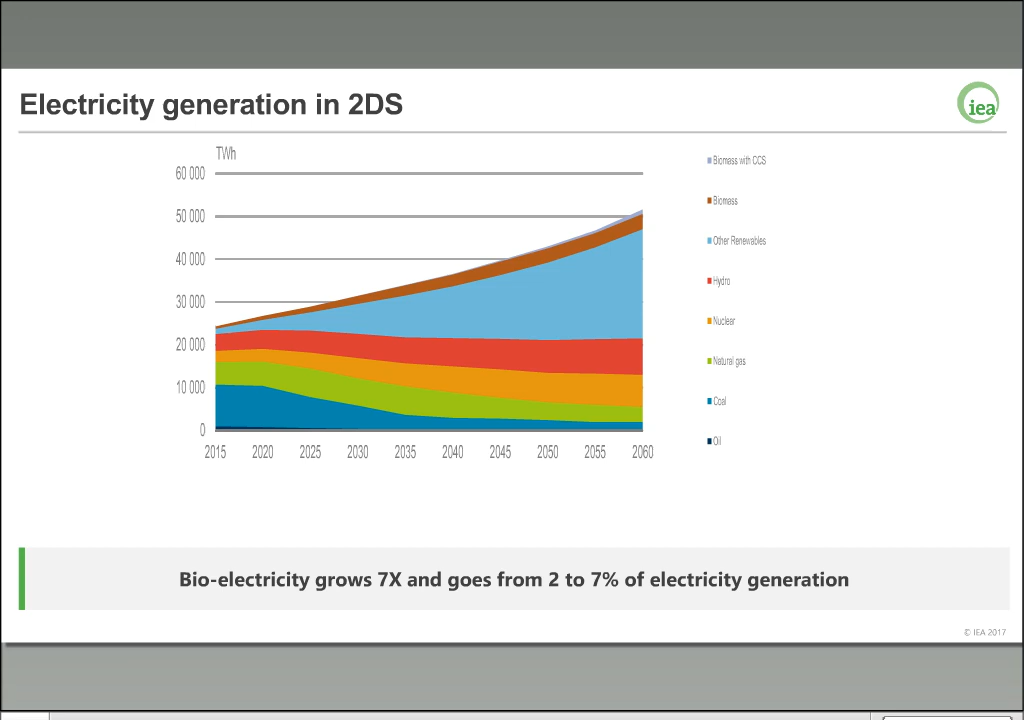 Electricity generation in 2DS
iea
TWh
60 000
50 000
40 000
30 000
20 000
10 000
0
2015 2020 2025 2030 2035 2040 2045 2050 2055 2060
Biomass with CCS
Biomass
Other Renewables
Hydro
Nuclear
Natural gas
Coal
Oil
Bio-electricity grows 7X and goes from 2 to 7% of electricity generation
© IEA 2017